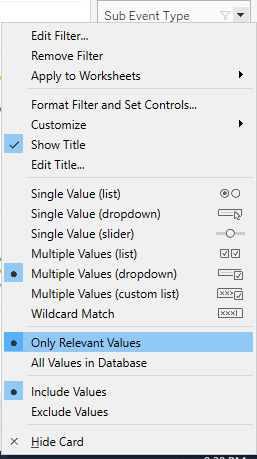 Sub Event Type
Edit Filter...
Remove Filter
Apply to Worksheets
Format Filter and Set Controls...
Customize
Show Title
Edit Title...
Single Value (list)
Single Value (dropdown)
Single Value (slider)
Multiple Values (list)
Multiple Values (dropdown)
Multiple Values (custom list)
Wildcard Match
Only Relevant Values
All Values in Database
Include Values
Exclude Values
Hide Card